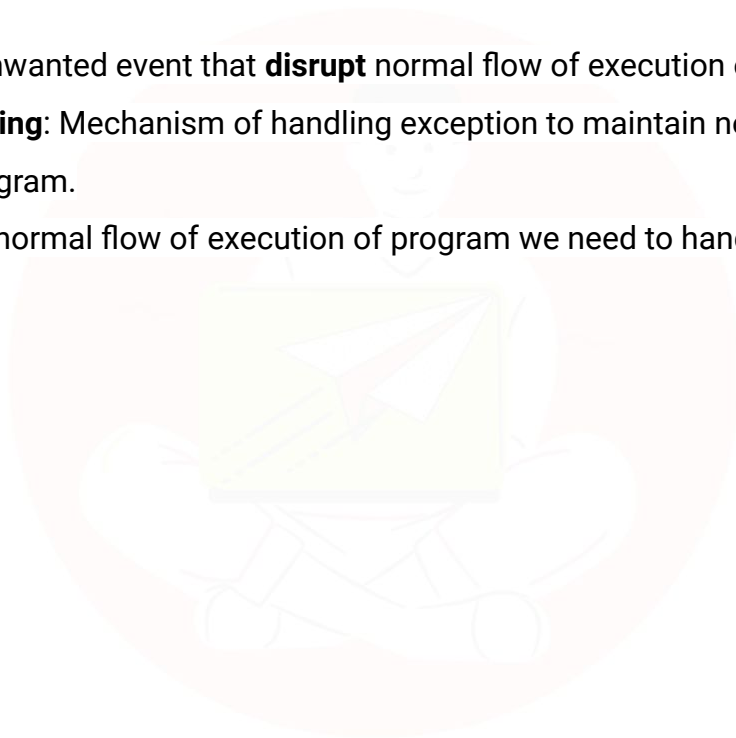 nwanted event that disrupt normal flow of execution
ing: Mechanism of handling exception to maintain
gram.
normal flow of execution of program we need to